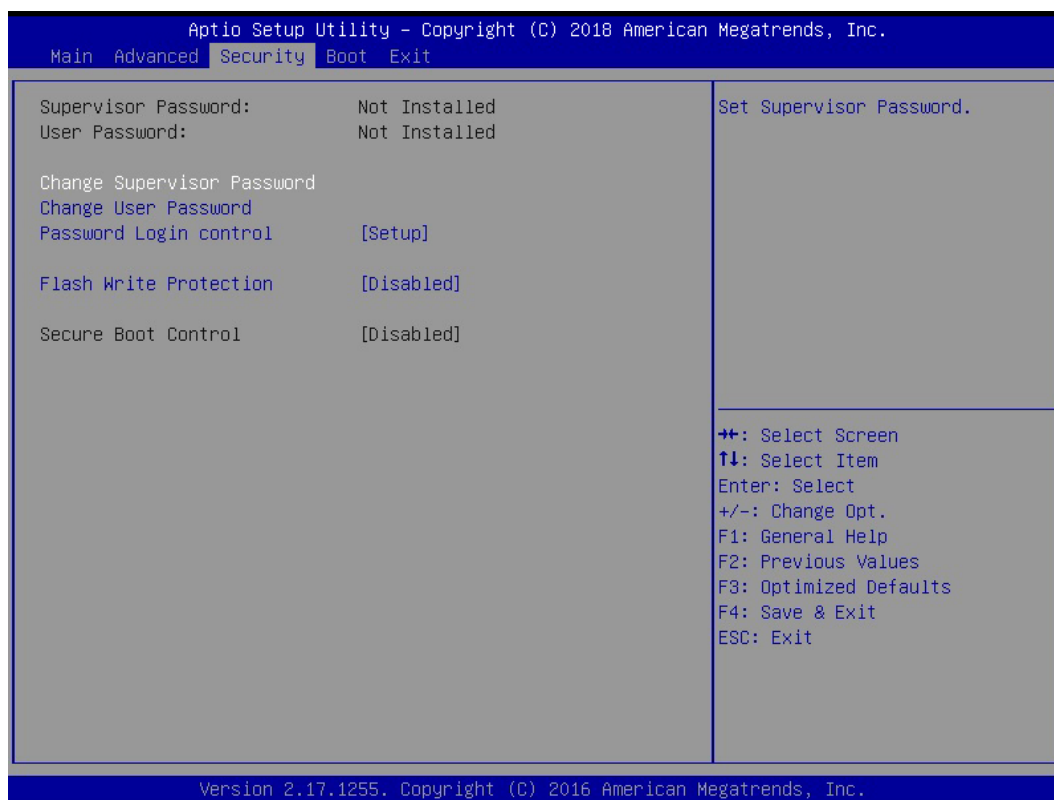 Aptio Setup Utility – Copyright (C) 2018 American Megatrends, Inc.
Main Advanced Security Boot Exit
Supervisor Password: Not Installed
User Password: Not Installed
Change Supervisor Password
Change User Password
Password Login control [Setup]
Flash Write Protection [Disabled]
Secure Boot Control [Disabled]
Set Supervisor Password.
→←: Select Screen
↑↓: Select Item
Enter: Select
+/-: Change Opt.
F1: General Help
F2: Previous Values
F3: Optimized Defaults
F4: Save & Exit
ESC: Exit
Version 2.17.1255. Copyright (C) 2016 American Megatrends, Inc.